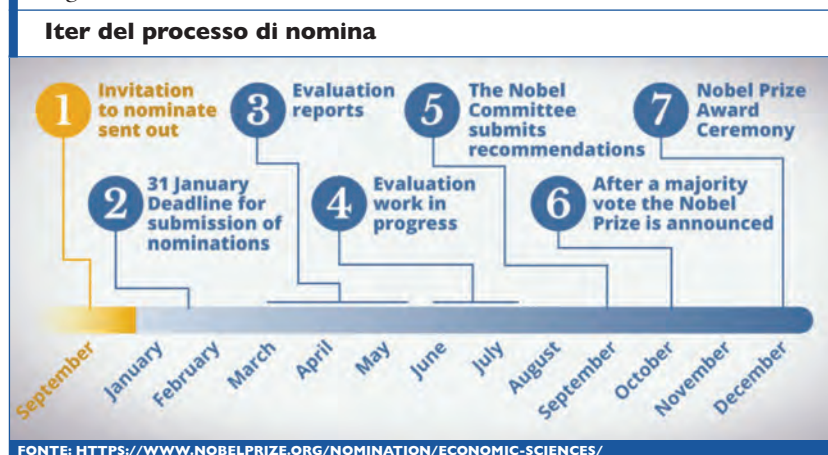 Iter del processo di nomina
1 Invitation
to nominate
sent out
2 31 January
Deadline for
submission of
nominations
3 Evaluation
reports
4 Evaluation
work in
progress
5 The Nobel
Committee
submits
recommendations
6 After a majority
vote the Nobel
Prize is announced
7 Nobel Prize
Award
Ceremony
September
January
February
March
April
May
June
July
August
September
October
November
December
FONTE: HTTPS://WWW.NOBELPRIZE.ORG/NOMINATION/ECONOMIC-SCIENCES/